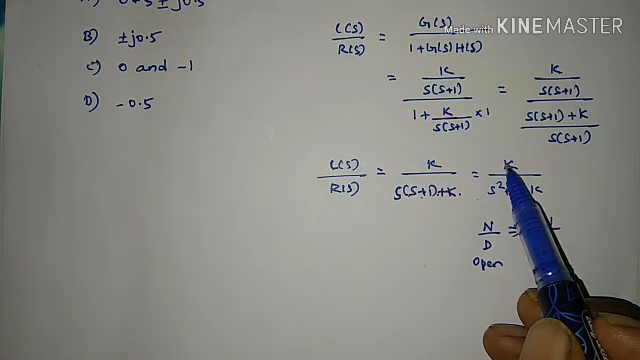 B) ±j0.5
C) 0 and -1
D) -0.5
Made with KINEMASTER
C(S)/R(S) = G(S)/1+G(S)H(S)
= K/S(S+1) / 1+K/S(S+1) ×1 = K/S(S+1) / S(S+1)+K/S(S+1)
C(S)/R(S) = K/S(S+1)+K. = K/S²+ K
N/D =
Open